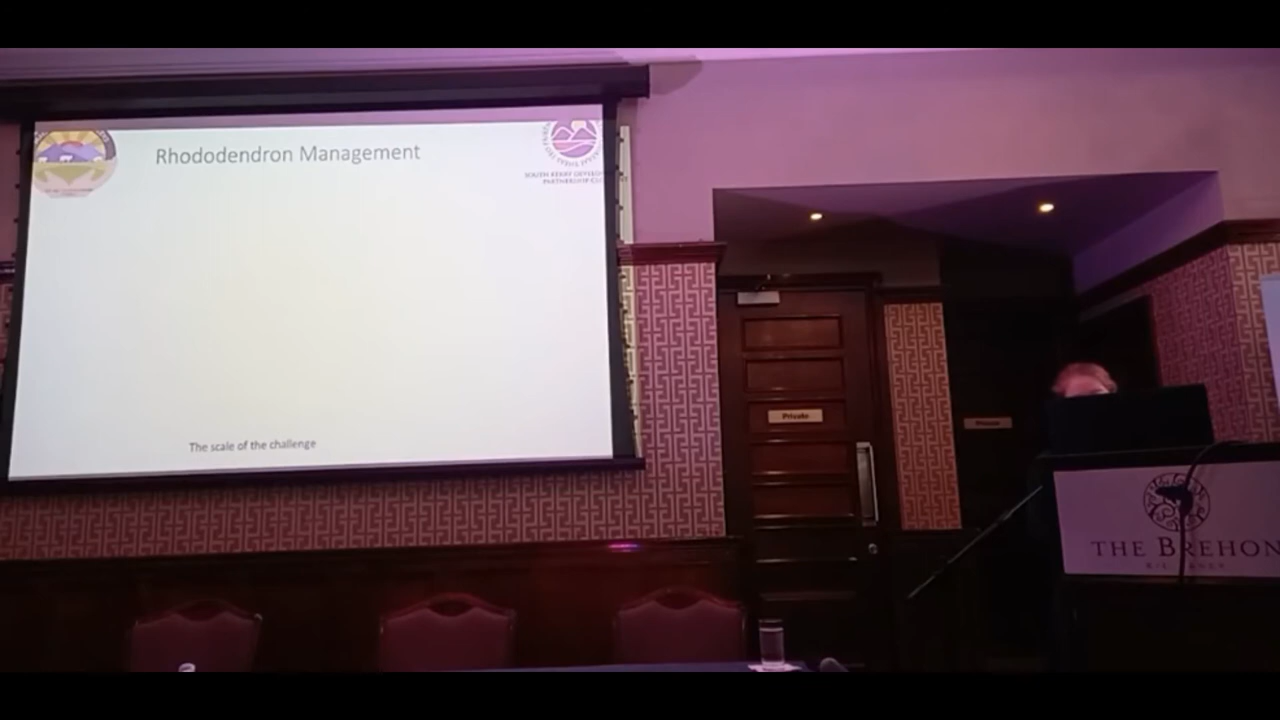 Rhododendron Management
SOUTH KERRY DEVELOPMENT
PARTNERSHIP CLG
The scale of the challenge
Private
THE BREHON